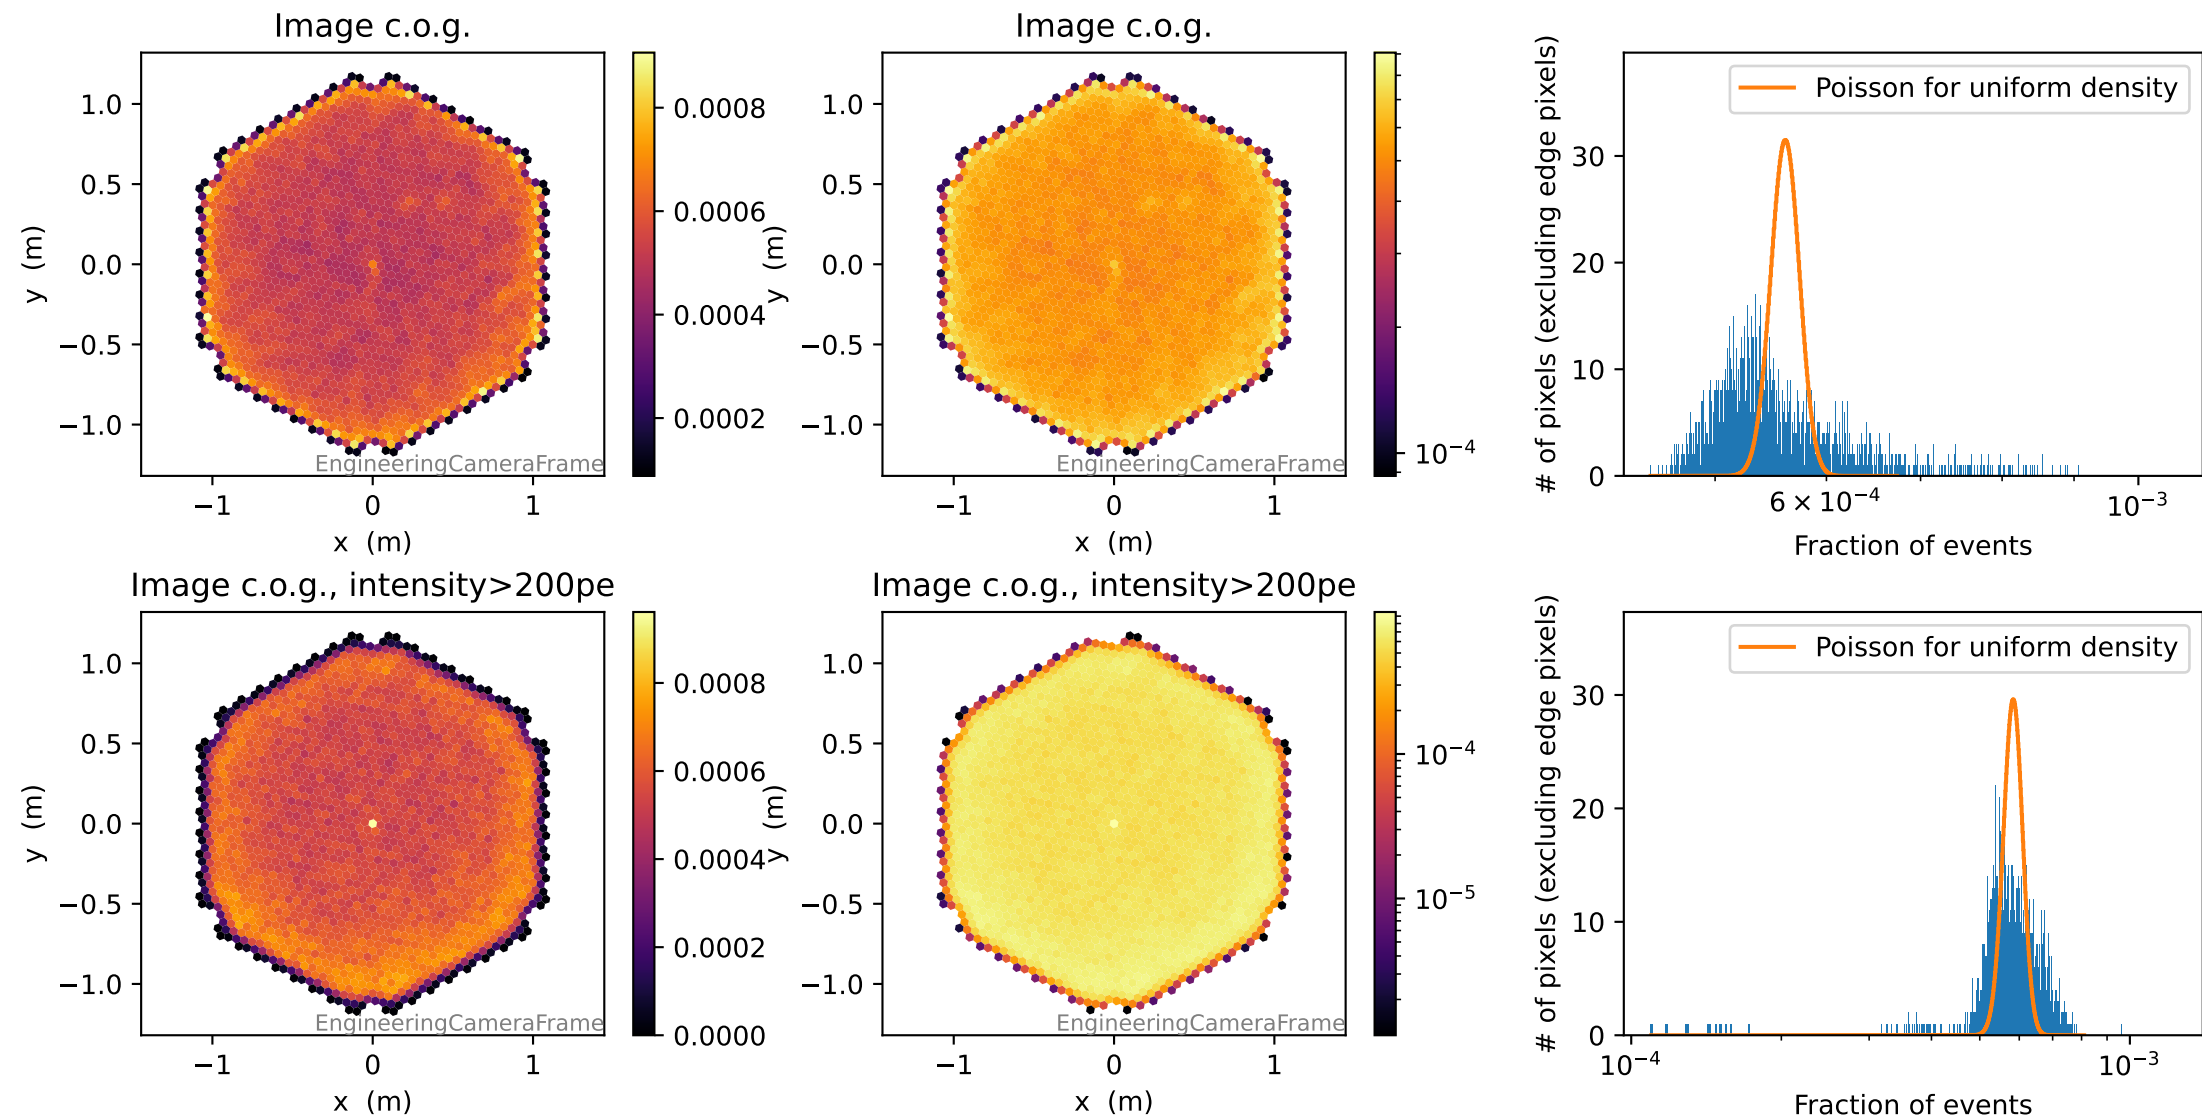 Image c.o.g.
1.0
0.5
0.0
−0.5
−1.0
y (m)
−1
0
1
x (m)
EngineeringCameraFrame
0.0008
0.0006
0.0004
0.0002
Image c.o.g.
1.0
0.5
0.0
−0.5
−1.0
y (m)
−1
0
1
x (m)
EngineeringCameraFrame
10⁻⁴
# of pixels (excluding edge pixels)
30
20
10
0
Poisson for uniform density
6 × 10⁻⁴
10⁻³
Fraction of events
Image c.o.g., intensity>200pe
1.0
0.5
0.0
−0.5
−1.0
y (m)
−1
0
1
x (m)
EngineeringCameraFrame
0.0008
0.0006
0.0004
0.0002
0.0000
Image c.o.g., intensity>200pe
1.0
0.5
0.0
−0.5
−1.0
y (m)
−1
0
1
x (m)
EngineeringCameraFrame
10⁻⁴
10⁻⁵
# of pixels (excluding edge pixels)
30
20
10
0
Poisson for uniform density
10⁻⁴
10⁻³
Fraction of events